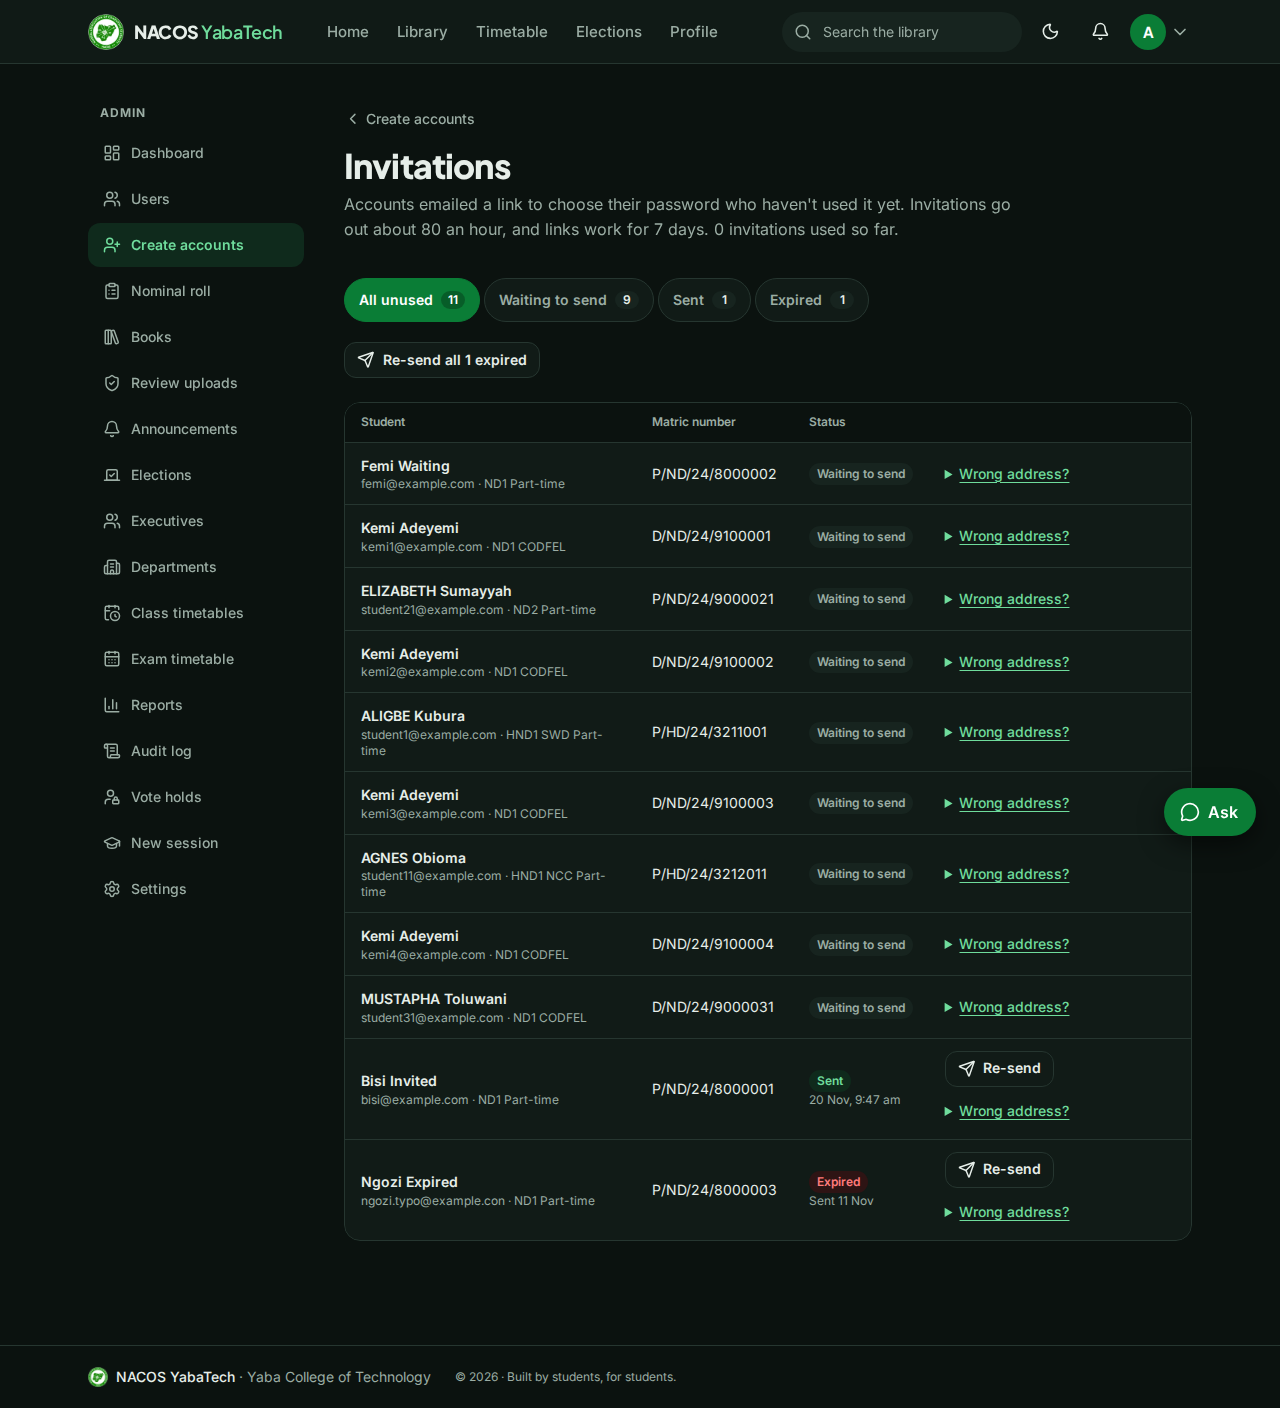 NACOS YabaTech
Home
Library
Timetable
Elections
Profile
Search the library
A
ADMIN
Dashboard
Users
Create accounts
Nominal roll
Books
Review uploads
Announcements
Elections
Executives
Departments
Class timetables
Exam timetable
Reports
Audit log
Vote holds
New session
Settings
Create accounts
Invitations
Accounts emailed a link to choose their password who haven't used it yet. Invitations go
out about 80 an hour, and links work for 7 days. 0 invitations used so far.
All unused 11
Waiting to send 9
Sent 1
Expired 1
Re-send all 1 expired
Student Matric number Status
Femi Waiting
femi@example.com · ND1 Part-time
P/ND/24/8000002
Waiting to send
Wrong address?
Kemi Adeyemi
kemi1@example.com · ND1 CODFEL
D/ND/24/9100001
Waiting to send
Wrong address?
ELIZABETH Sumayyah
student21@example.com · ND2 Part-time
P/ND/24/9000021
Waiting to send
Wrong address?
Kemi Adeyemi
kemi2@example.com · ND1 CODFEL
D/ND/24/9100002
Waiting to send
Wrong address?
ALIGBE Kubura
student1@example.com · HND1 SWD Part-
time
P/HD/24/3211001
Waiting to send
Wrong address?
Kemi Adeyemi
kemi3@example.com · ND1 CODFEL
D/ND/24/9100003
Waiting to send
Wrong address?
AGNES Obioma
student11@example.com · HND1 NCC Part-
time
P/HD/24/3212011
Waiting to send
Wrong address?
Kemi Adeyemi
kemi4@example.com · ND1 CODFEL
D/ND/24/9100004
Waiting to send
Wrong address?
MUSTAPHA Toluwani
student31@example.com · ND1 CODFEL
D/ND/24/9000031
Waiting to send
Wrong address?
Bisi Invited
bisi@example.com · ND1 Part-time
P/ND/24/8000001
Sent
20 Nov, 9:47 am
Re-send
Wrong address?
Ngozi Expired
ngozi.typo@example.con · ND1 Part-time
P/ND/24/8000003
Expired
Sent 11 Nov
Re-send
Wrong address?
Ask
NACOS YabaTech · Yaba College of Technology
© 2026 · Built by students, for students.